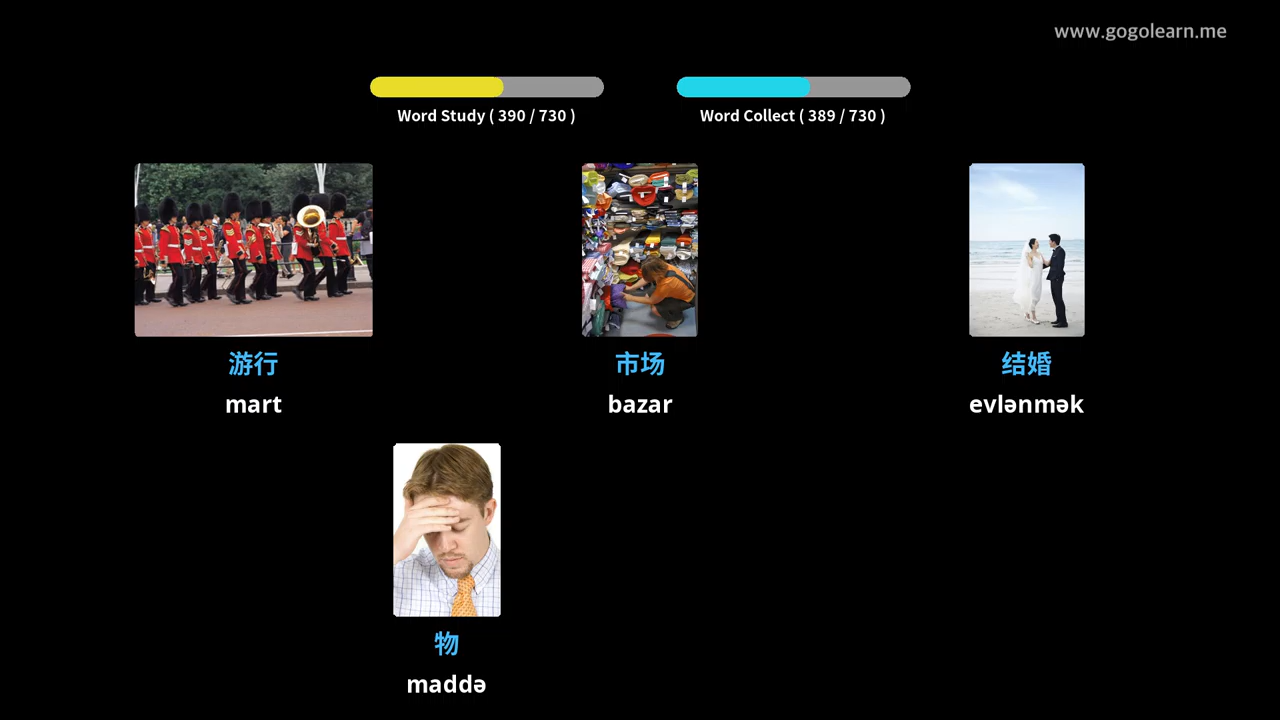 www.gogolearn.me
Word Study ( 390 / 730 )
Word Collect ( 389 / 730 )
游行
mart
市场
bazar
结婚
evlənmək
物
maddə